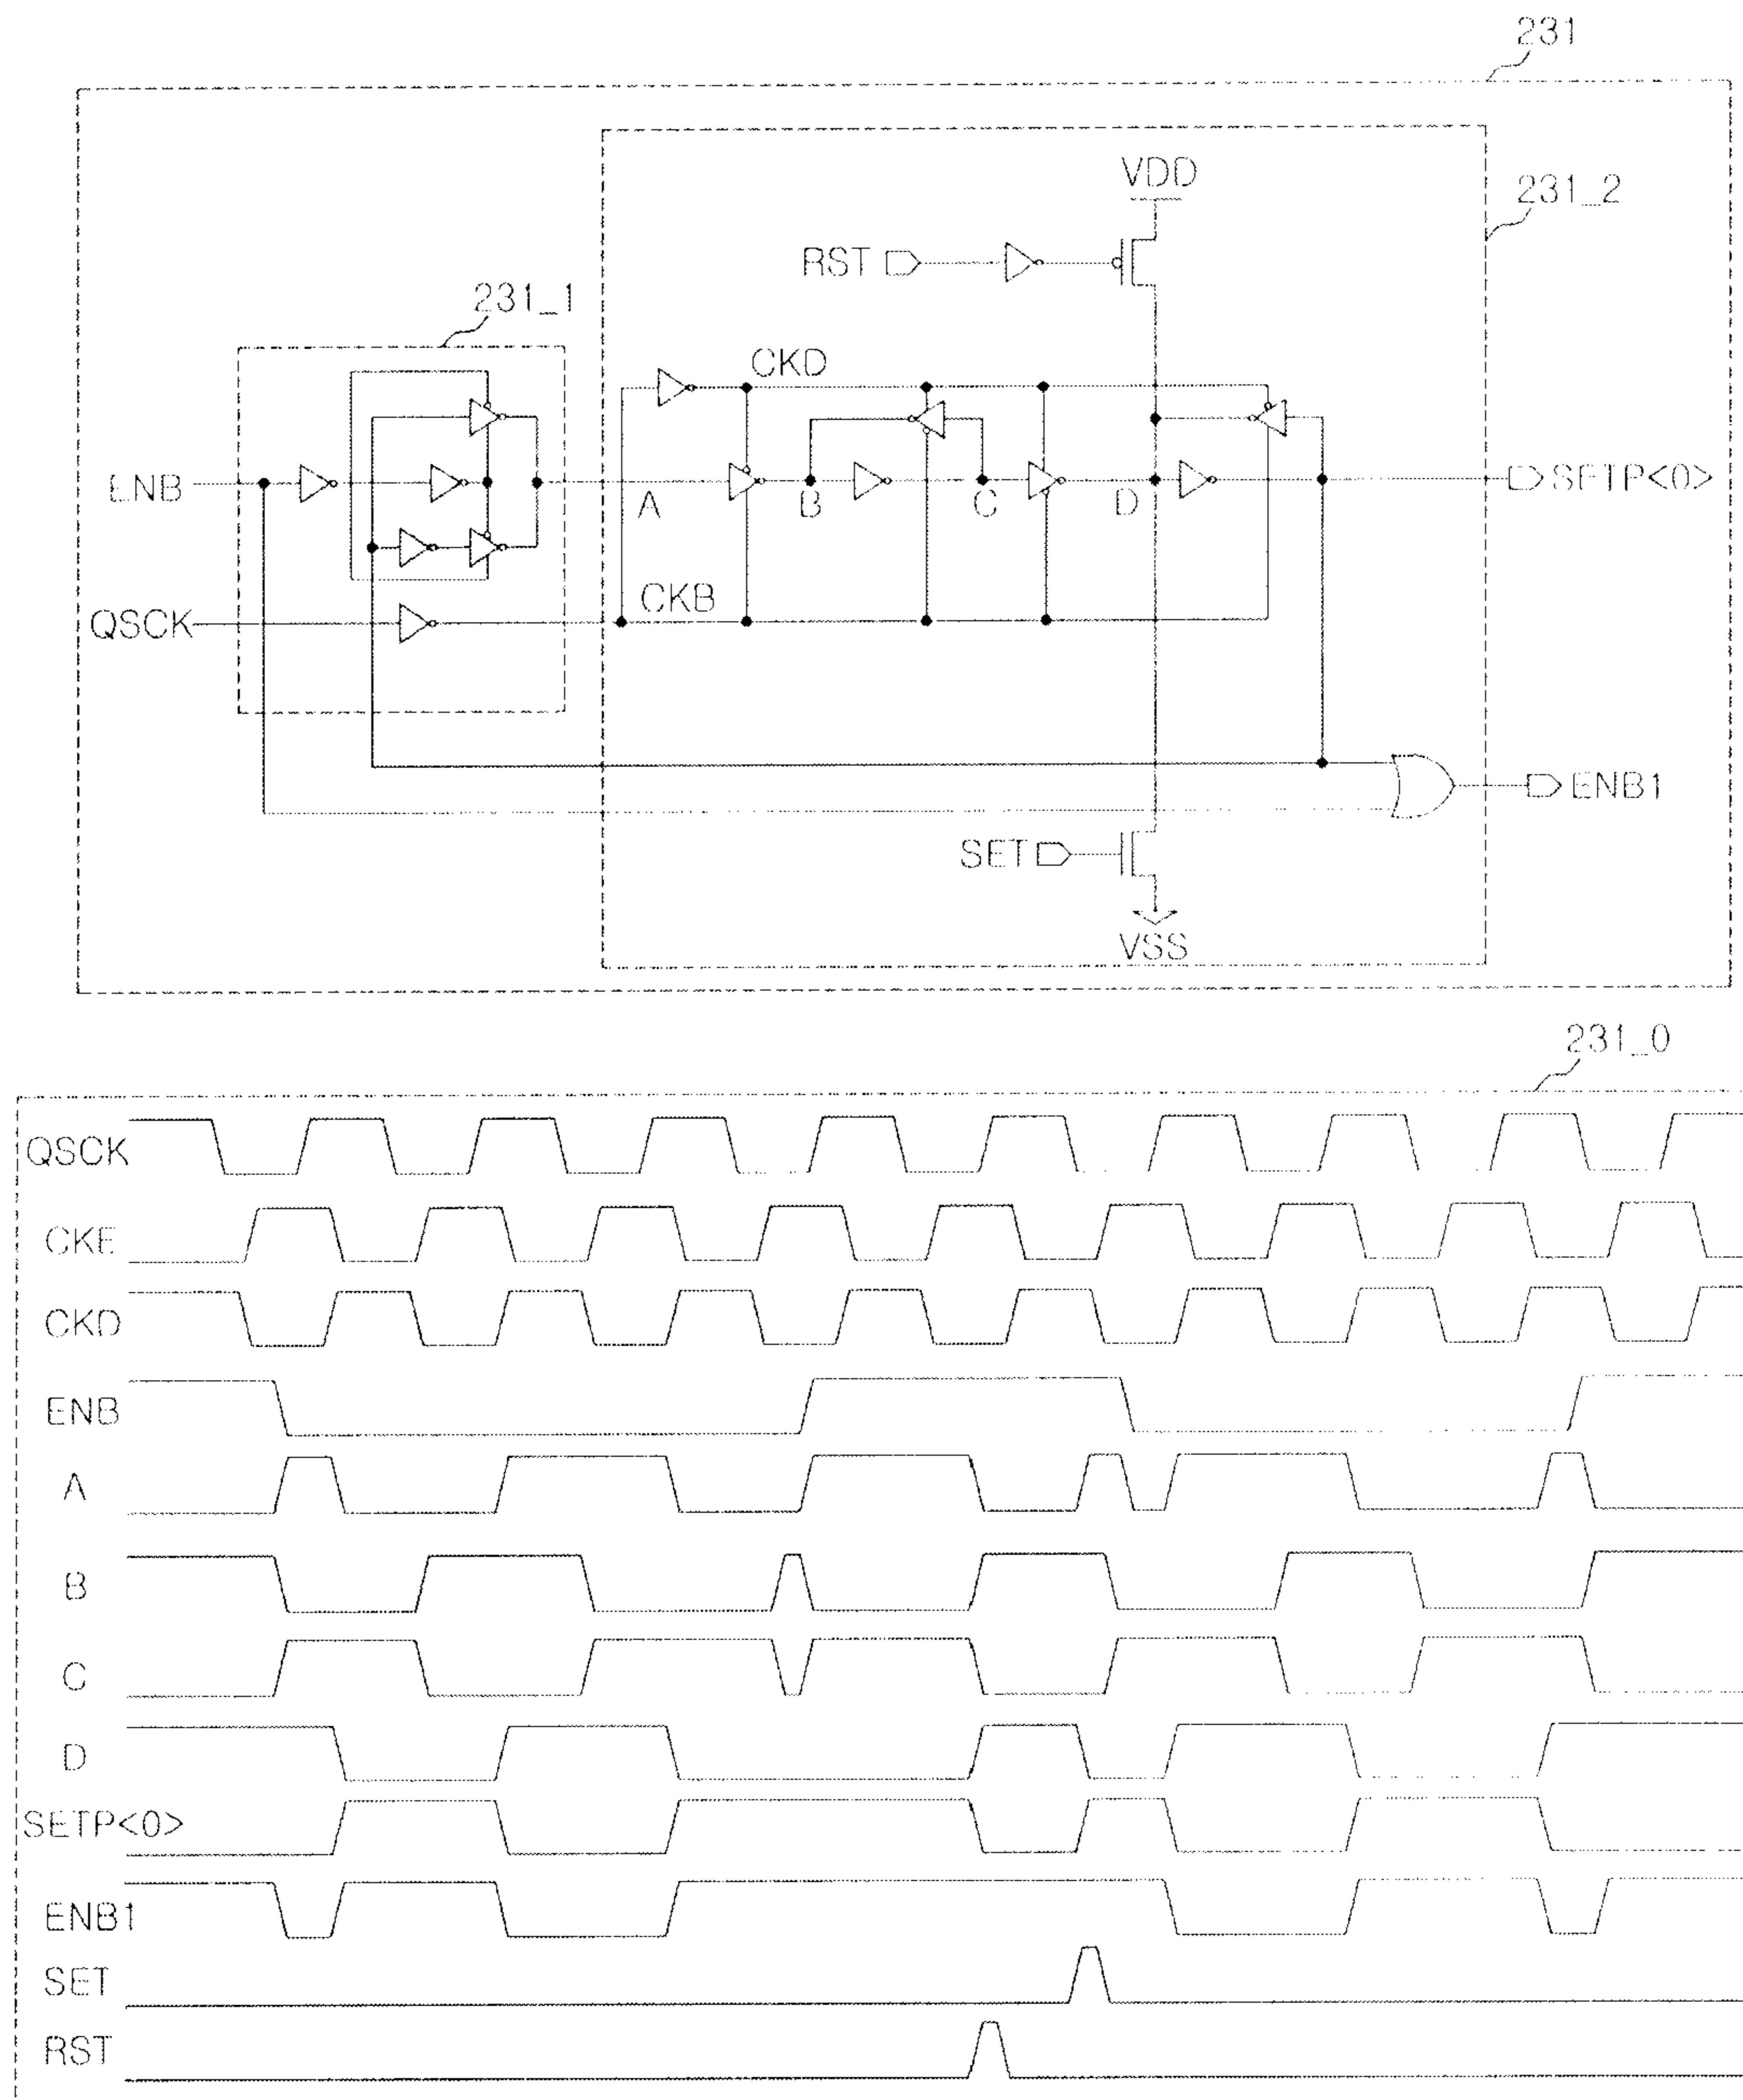 231
VDD
231_2
RST
231_1
CKD
ENB
A
B
C
D
SETP<0>
CKB
QSCK
ENB1
SET
VSS
231_0
QSCK
CKE
CKD
ENB
A
B
C
D
SETP<0>
ENB1
SET
RST